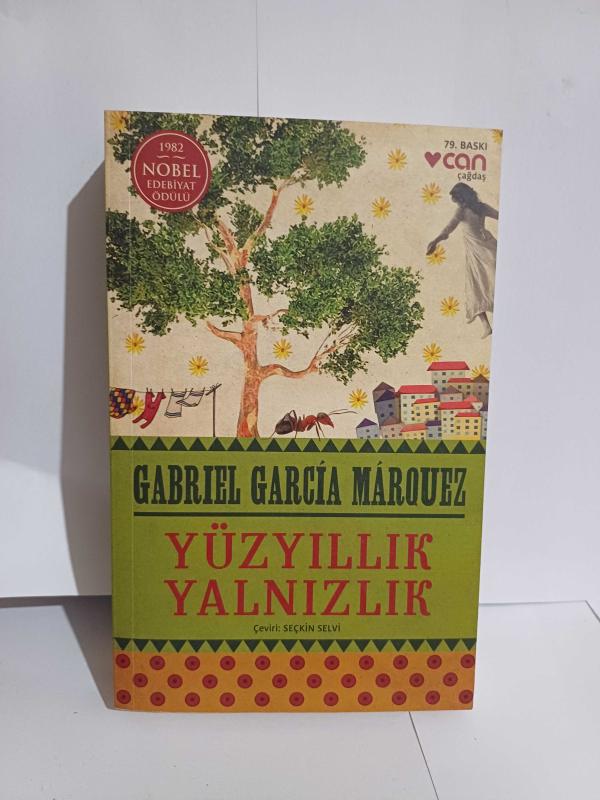 1982
NOBEL
EDEBİYAT
ÖDÜLÜ
79. BASKI
can
çağdaş
GABRIEL GARCÍA MÁRQUEZ
YÜZYILLIK
YALNIZLIK
Çeviri: SEÇKİN SELVİ